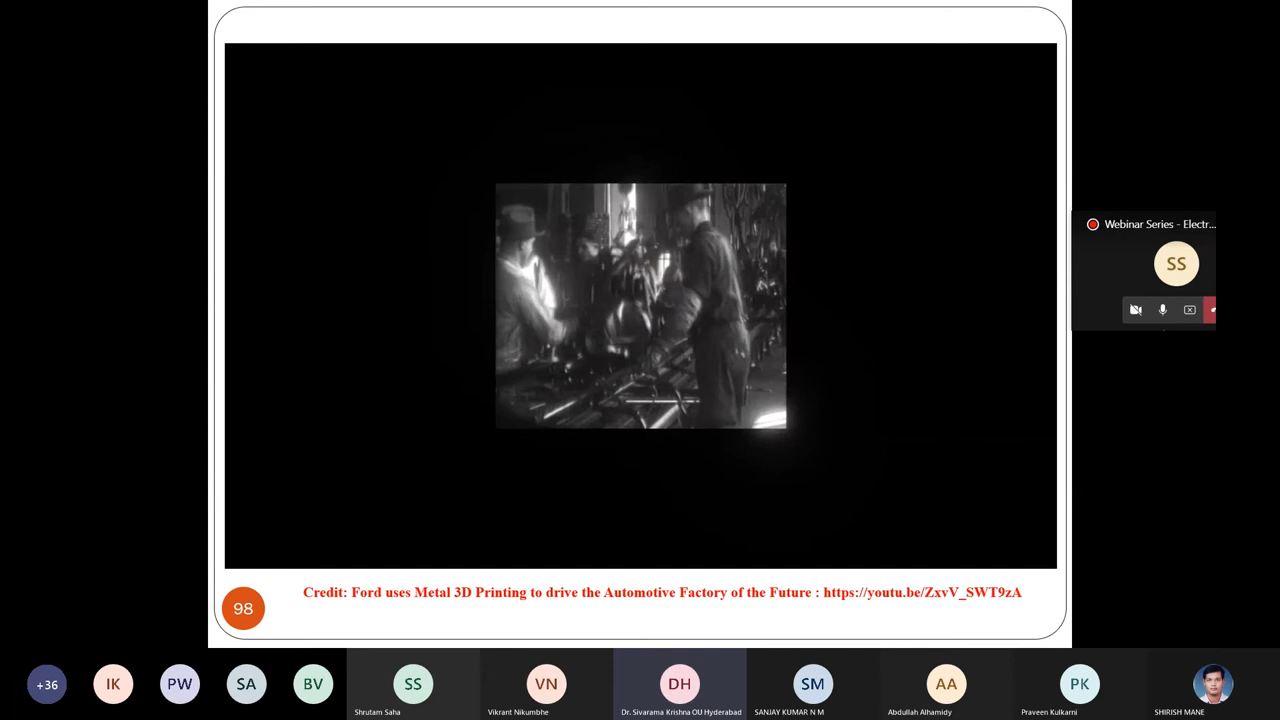 Webinar Series - Electr...
SS
98
Credit: Ford uses Metal 3D Printing to drive the Automotive Factory of the Future : https://youtu.be/ZxvV_SWT9zA
+36
IK
PW
SA
BV
SS
VN
DH
SM
AA
PK
Shrutam Saha
Vikrant Nikumbhe
Dr. Sivarama Krishna OU Hyderabad
SANJAY KUMAR N M
Abdullah Alhamidy
Praveen Kulkarni
SHIRISH MANE